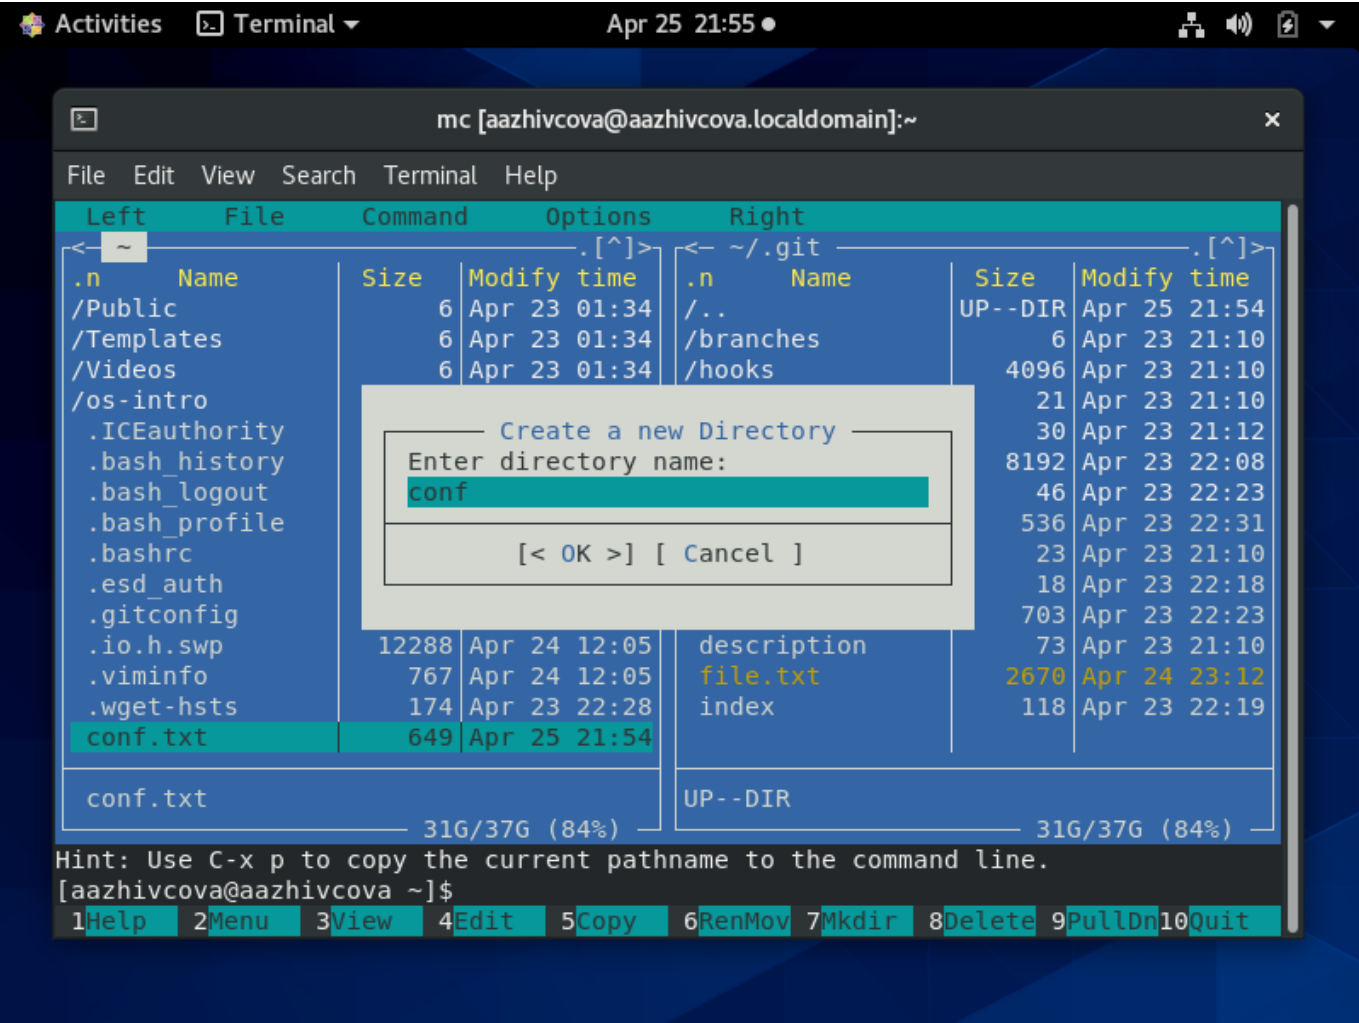 Activities Terminal Apr 25 21:55
mc [aazhivcova@aazhivcova.localdomain]:~ ×
File Edit View Search Terminal Help
Left File Command Options Right
<─ ~ .[^]> <─ ~/.git .[^]>
.n Name Size Modify time .n Name Size Modify time
/Public 6 Apr 23 01:34 /.. UP--DIR Apr 25 21:54
/Templates 6 Apr 23 01:34 /branches 6 Apr 23 21:10
/Videos 6 Apr 23 01:34 /hooks 4096 Apr 23 21:10
/os-intro 21 Apr 23 21:10
.ICEauthority Create a new Directory 30 Apr 23 21:12
.bash_history Enter directory name: 8192 Apr 23 22:08
.bash_logout conf 46 Apr 23 22:23
.bash_profile 536 Apr 23 22:31
.bashrc [< OK >] [ Cancel ] 23 Apr 23 21:10
.esd_auth 18 Apr 23 22:18
.gitconfig 703 Apr 23 22:23
.io.h.swp 12288 Apr 24 12:05 description 73 Apr 23 21:10
.viminfo 767 Apr 24 12:05 file.txt 2670 Apr 24 23:12
.wget-hsts 174 Apr 23 22:28 index 118 Apr 23 22:19
conf.txt 649 Apr 25 21:54
conf.txt UP--DIR
31G/37G (84%) 31G/37G (84%)
Hint: Use C-x p to copy the current pathname to the command line.
[aazhivcova@aazhivcova ~]$
1Help 2Menu 3View 4Edit 5Copy 6RenMov 7Mkdir 8Delete 9PullDn 10Quit